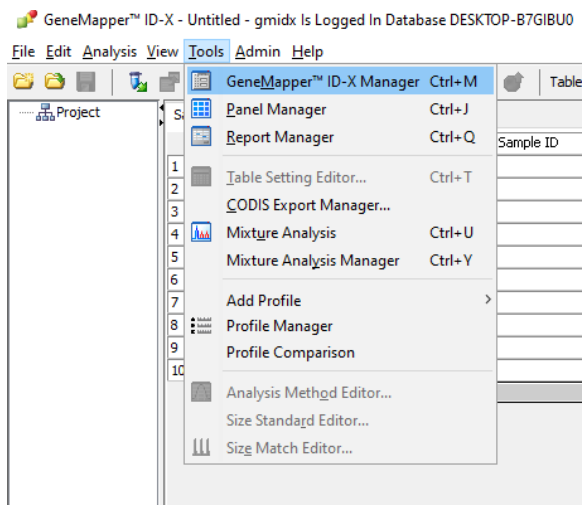 GeneMapper™ ID-X - Untitled - gmidx Is Logged In Database DESKTOP-B7GIBU0
File Edit Analysis View Tools Admin Help
GeneMapper™ ID-X Manager Ctrl+M
Table
Project
Panel Manager Ctrl+J
Report Manager Ctrl+Q
Sample ID
Table Setting Editor... Ctrl+T
CODIS Export Manager...
Mixture Analysis Ctrl+U
Mixture Analysis Manager Ctrl+Y
Add Profile
Profile Manager
Profile Comparison
Analysis Method Editor...
Size Standard Editor...
Size Match Editor...
1
2
3
4
5
6
7
8
9
10